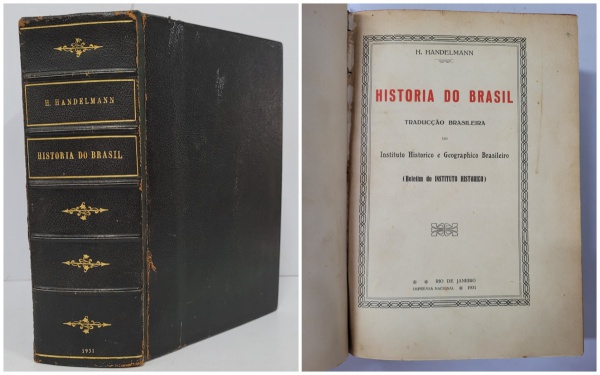 H. HANDELMANN
HISTORIA DO BRASIL
1931
H. HANDELMANN
HISTORIA DO BRASIL
TRADUCÇÃO BRASILEIRA
DO
Instituto Historico e Geographico Brasileiro
(Boletim do INSTITUTO HISTORICO)
RIO DE JANEIRO
IMPRENSA NACIONAL 1931